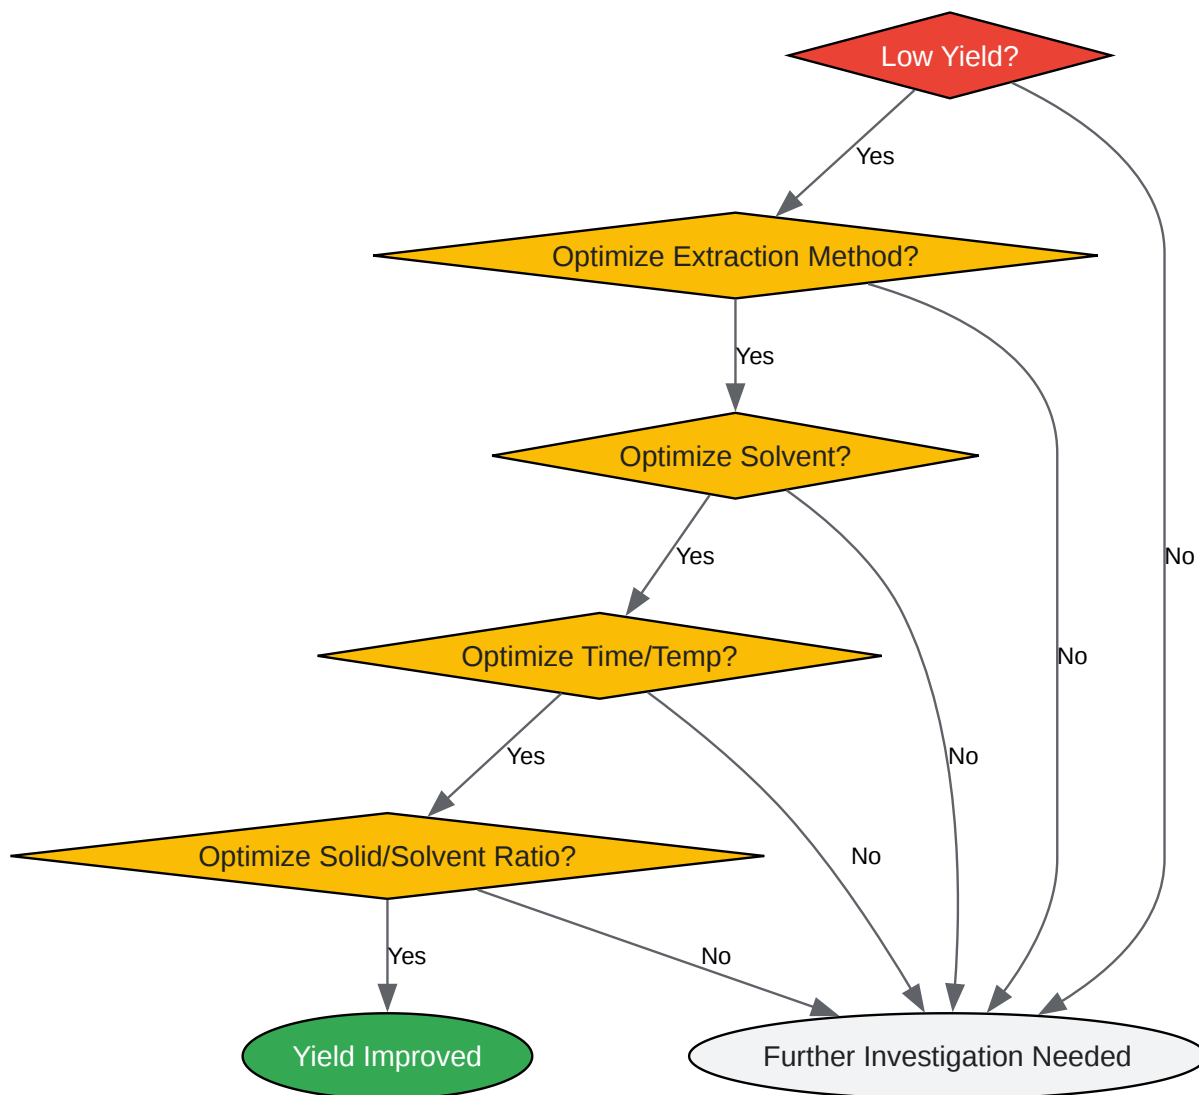 Low Yield?
Yes
Optimize Extraction Method?
Yes
Optimize Solvent?
Yes
No
Optimize Time/Temp?
No
Yes
No
Optimize Solid/Solvent Ratio?
No
Yes
No
Yield Improved
Further Investigation Needed